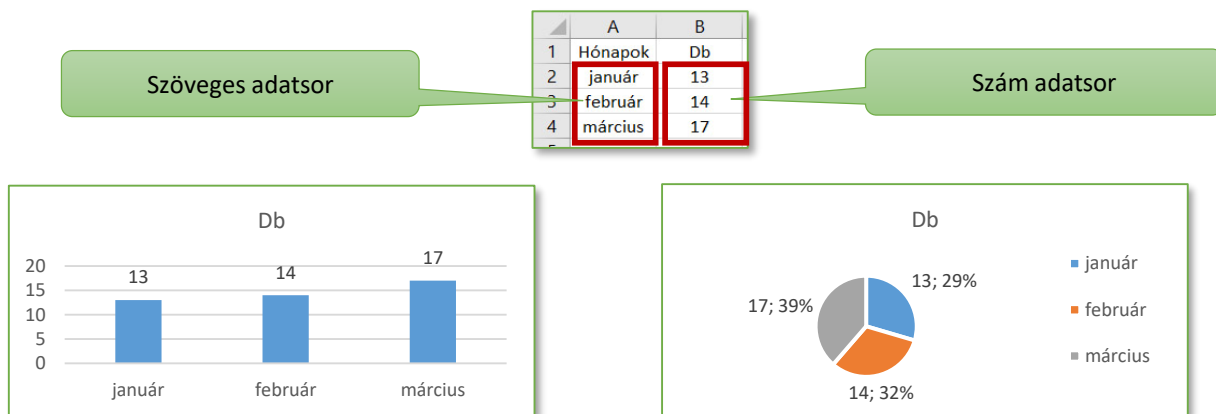 A B
1 Hónapok Db
2 január 13
3 február 14
4 március 17
Szöveges adatsor
Szám adatsor
Db
20
15
10
5
0
13
14
17
január február március
Db
13; 29%
14; 32%
17; 39%
január
február
március